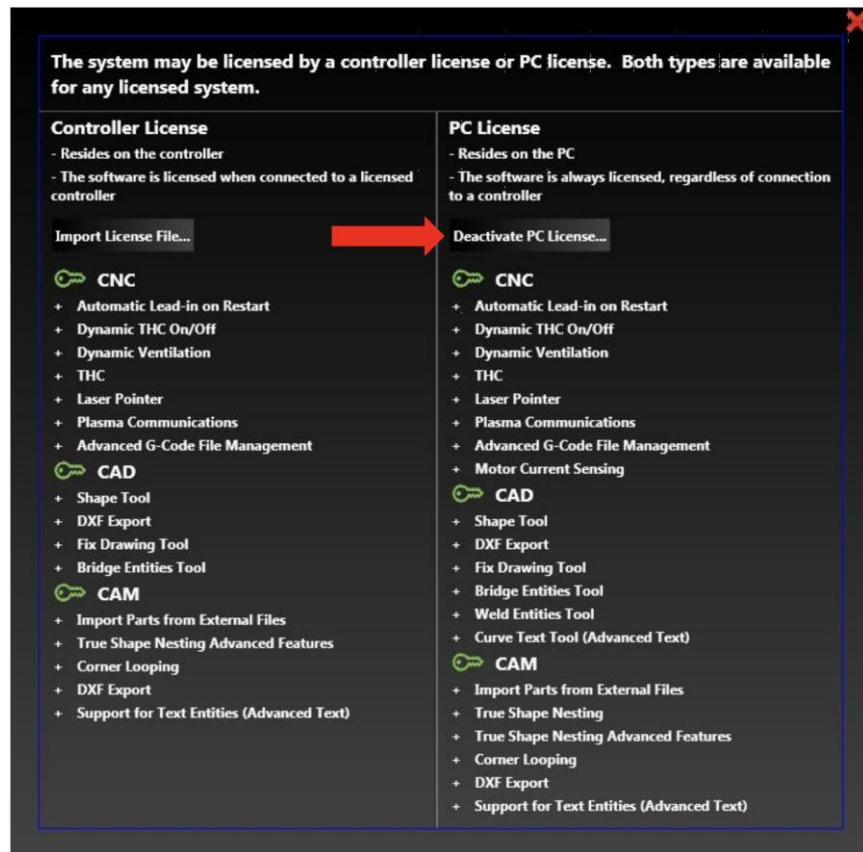 The system may be licensed by a controller license or PC license. Both types are available
for any licensed system.
Controller License
- Resides on the controller
- The software is licensed when connected to a licensed
controller
Import License File...
CNC
+ Automatic Lead-in on Restart
+ Dynamic THC On/Off
+ Dynamic Ventilation
+ THC
+ Laser Pointer
+ Plasma Communications
+ Advanced G-Code File Management
CAD
+ Shape Tool
+ DXF Export
+ Fix Drawing Tool
+ Bridge Entities Tool
CAM
+ Import Parts from External Files
+ True Shape Nesting Advanced Features
+ Corner Looping
+ DXF Export
+ Support for Text Entities (Advanced Text)
PC License
- Resides on the PC
- The software is always licensed, regardless of connection
to a controller
Deactivate PC License...
CNC
+ Automatic Lead-in on Restart
+ Dynamic THC On/Off
+ Dynamic Ventilation
+ THC
+ Laser Pointer
+ Plasma Communications
+ Advanced G-Code File Management
+ Motor Current Sensing
CAD
+ Shape Tool
+ DXF Export
+ Fix Drawing Tool
+ Bridge Entities Tool
+ Weld Entities Tool
+ Curve Text Tool (Advanced Text)
CAM
+ Import Parts from External Files
+ True Shape Nesting
+ True Shape Nesting Advanced Features
+ Corner Looping
+ DXF Export
+ Support for Text Entities (Advanced Text)